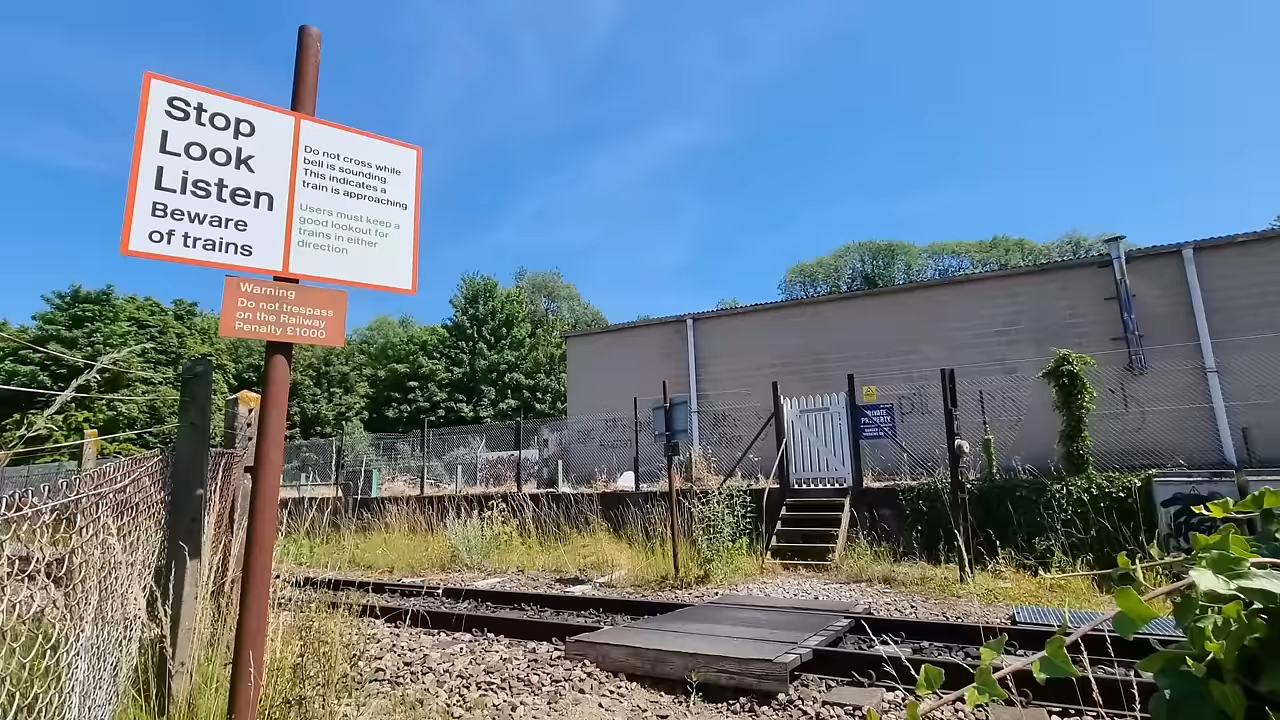 Stop
Look
Listen
Beware
of trains
Do not cross while
bell is sounding.
This indicates a
train is approaching
Users must keep a
good lookout for
trains in either
direction
Warning
Do not trespass
on the Railway
Penalty £1000
PRIVATE
PROPERTY